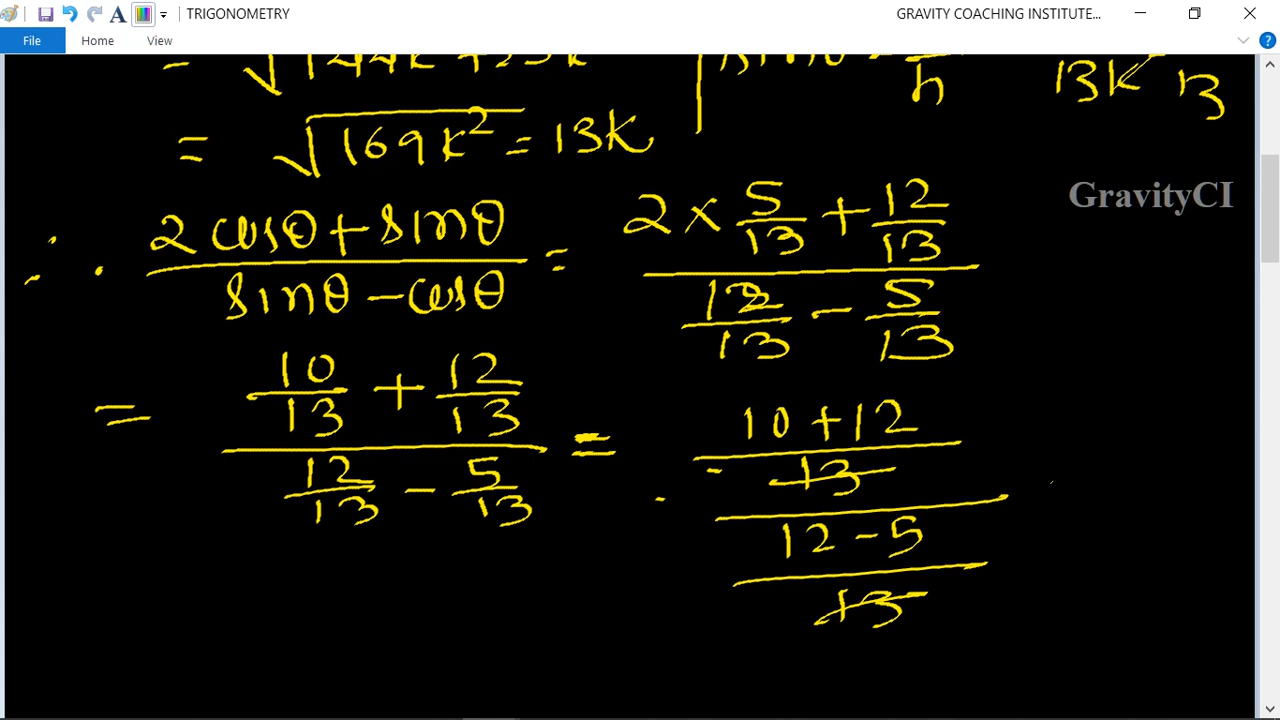 TRIGONOMETRY
GRAVITY COACHING INSTITUTE...
File Home View
= √144k + 25k
h
13k 13
= √169k² = 13k
GravityCI
∴ (2cosθ + sinθ)/(sinθ - cosθ) = (2 × 5/13 + 12/13)/(12/13 - 5/13)
= (10/13 + 12/13)/(12/13 - 5/13) = ((10 + 12)/13)/((12 - 5)/13)